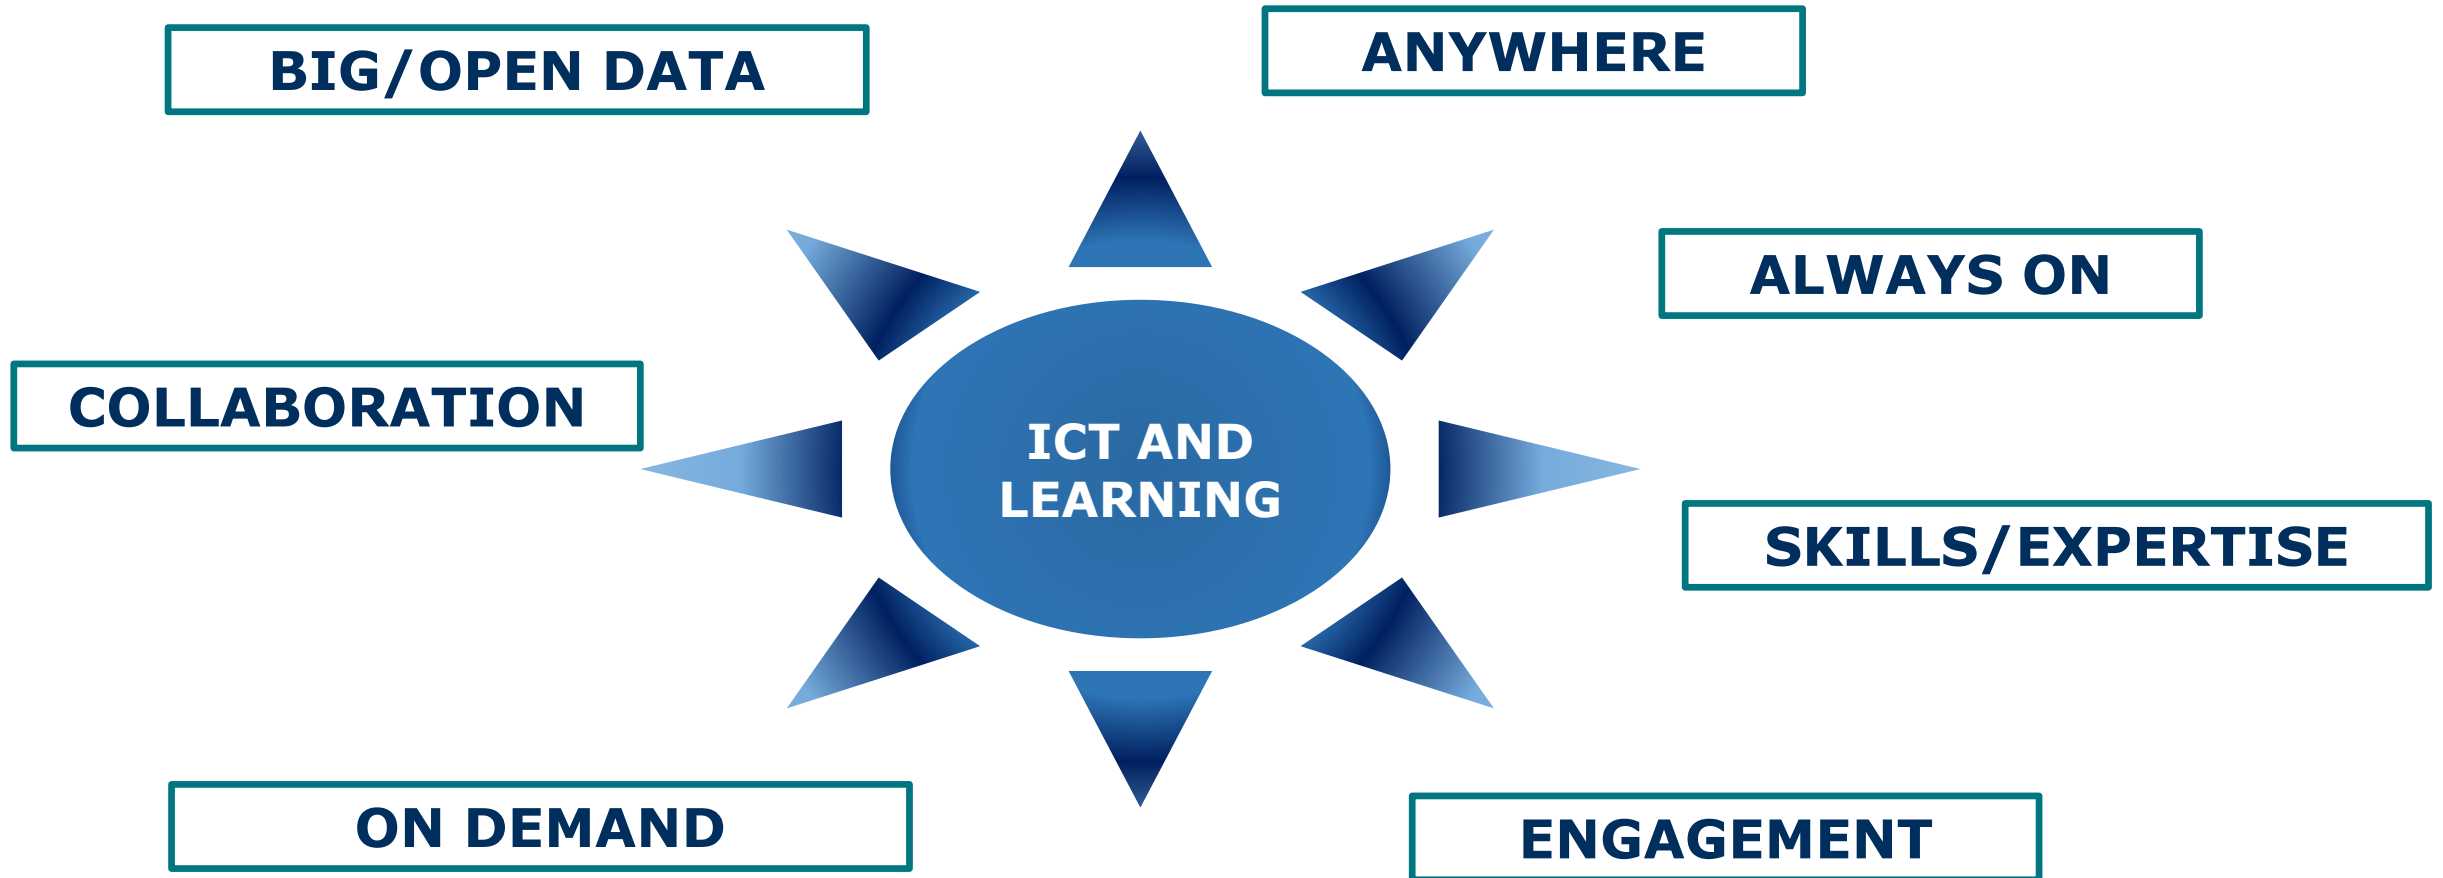 BIG/OPEN DATA
ANYWHERE
ALWAYS ON
COLLABORATION
ICT AND
LEARNING
SKILLS/EXPERTISE
ON DEMAND
ENGAGEMENT